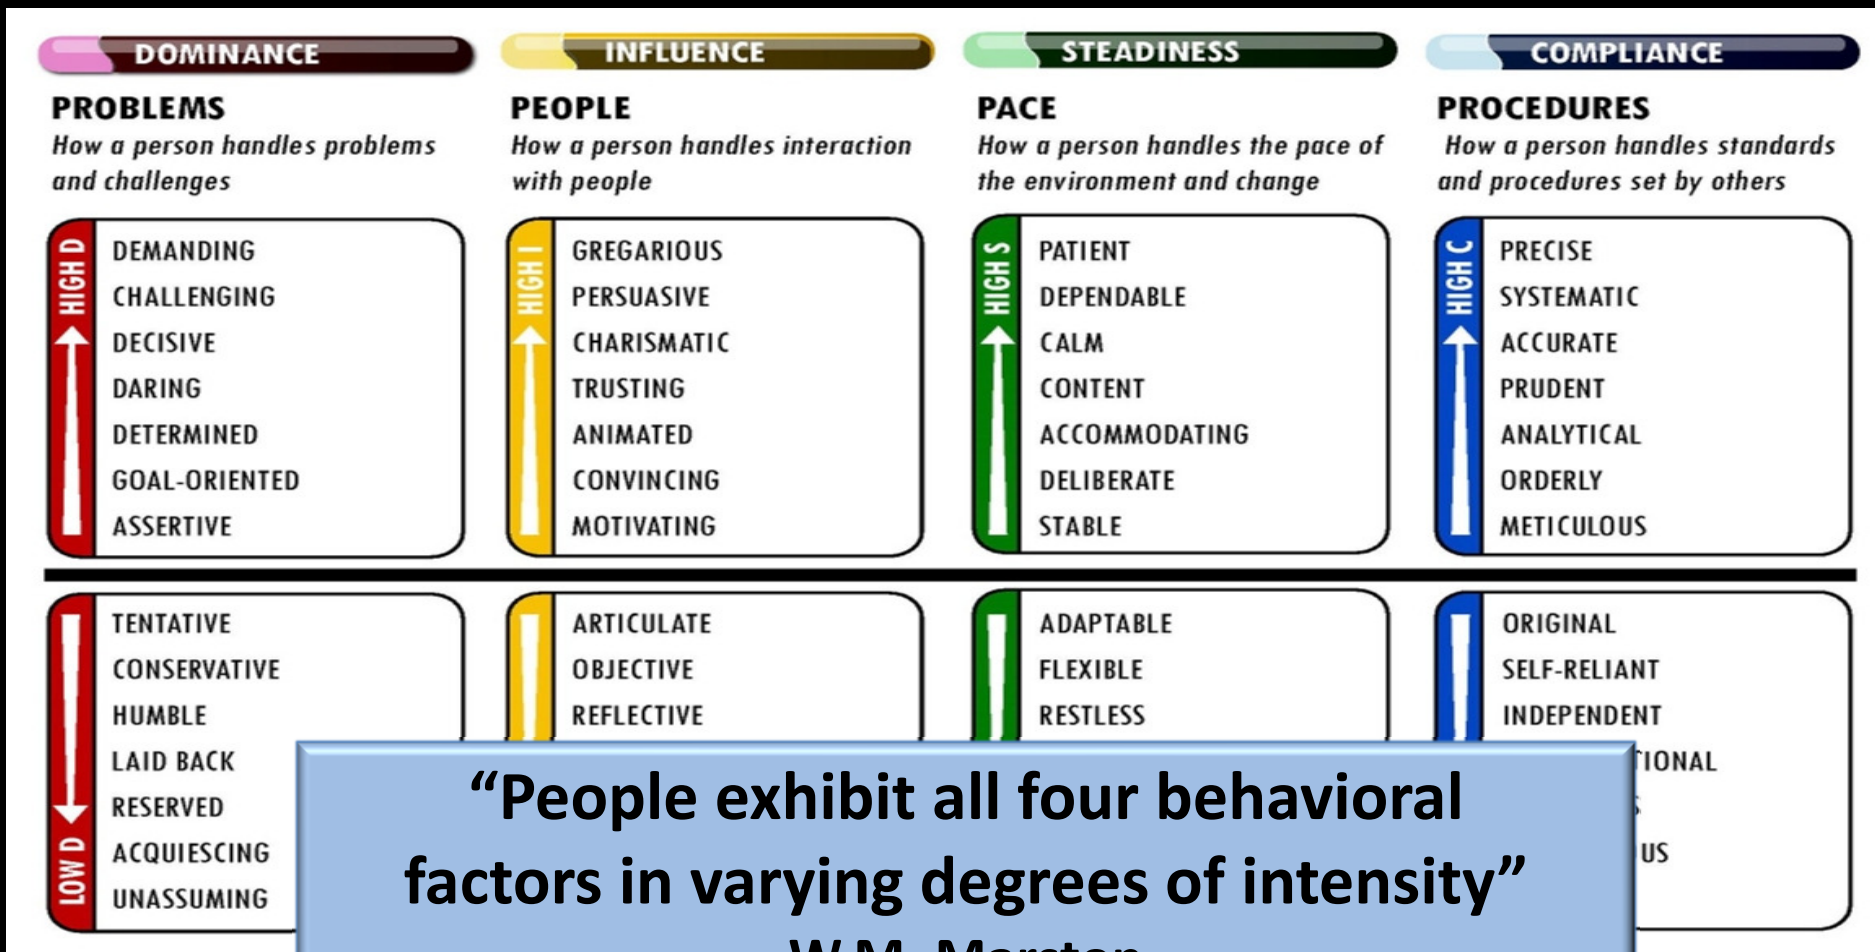 DOMINANCE
PROBLEMS
How a person handles problems
and challenges
HIGH D
DEMANDING
CHALLENGING
DECISIVE
DARING
DETERMINED
GOAL-ORIENTED
ASSERTIVE
TENTATIVE
CONSERVATIVE
HUMBLE
LAID BACK
RESERVED
ACQUIESCING
UNASSUMING
LOW D
INFLUENCE
PEOPLE
How a person handles interaction
with people
HIGH I
GREGARIOUS
PERSUASIVE
CHARISMATIC
TRUSTING
ANIMATED
CONVINCING
MOTIVATING
ARTICULATE
OBJECTIVE
REFLECTIVE
STEADINESS
PACE
How a person handles the pace of
the environment and change
HIGH S
PATIENT
DEPENDABLE
CALM
CONTENT
ACCOMMODATING
DELIBERATE
STABLE
ADAPTABLE
FLEXIBLE
RESTLESS
COMPLIANCE
PROCEDURES
How a person handles standards
and procedures set by others
HIGH C
PRECISE
SYSTEMATIC
ACCURATE
PRUDENT
ANALYTICAL
ORDERLY
METICULOUS
ORIGINAL
SELF-RELIANT
INDEPENDENT
“People exhibit all four behavioral
factors in varying degrees of intensity”
W.M. Marston